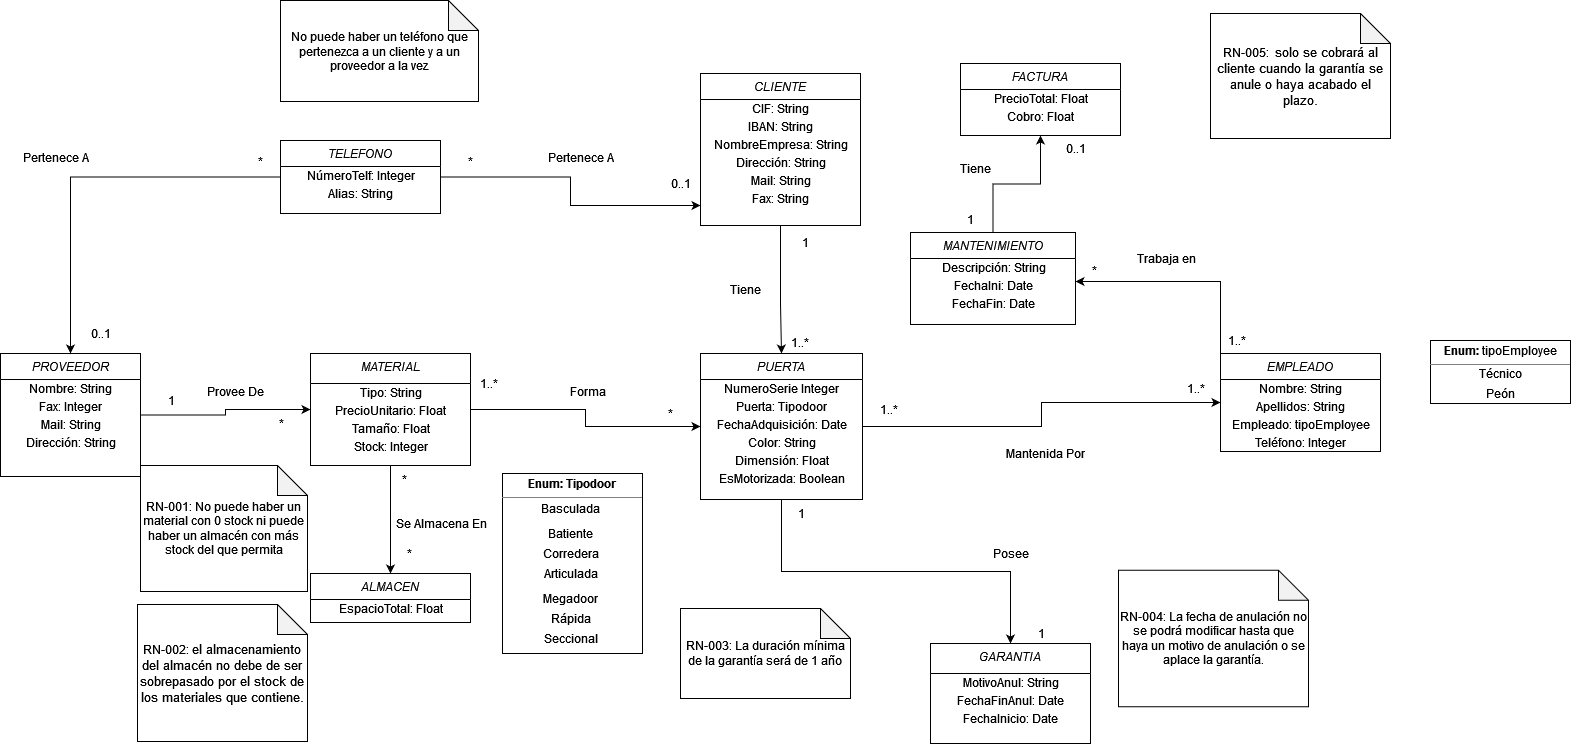 No puede haber un teléfono que
pertenezca a un cliente y a un
proveedor a la vez
RN-005:  solo se cobrará al
cliente cuando la garantía se
anule o haya acabado el
plazo.
FACTURA
PrecioTotal: Float
Cobro: Float
0..1
Tiene
1
CLIENTE
CIF: String
IBAN: String
NombreEmpresa: String
Dirección: String
Mail: String
Fax: String
Pertenece A
*
TELEFONO
NúmeroTelf: Integer
Alias: String
*
Pertenece A
0..1
1
Tiene
1..*
MANTENIMIENTO
Descripción: String
FechaIni: Date
FechaFin: Date
*
Trabaja en
1..*
0..1
PROVEEDOR
Nombre: String
Fax: Integer
Mail: String
Dirección: String
1
Provee De
*
MATERIAL
Tipo: String
PrecioUnitario: Float
Tamaño: Float
Stock: Integer
1..*
Forma
*
PUERTA
NumeroSerie Integer
Puerta: Tipodoor
FechaAdquisición: Date
Color: String
Dimensión: Float
EsMotorizada: Boolean
1..*
Mantenida Por
1..*
EMPLEADO
Nombre: String
Apellidos: String
Empleado: tipoEmployee
Teléfono: Integer
Enum: tipoEmployee
Técnico
Peón
RN-001: No puede haber un
material con 0 stock ni puede
haber un almacén con más
stock del que permita
*
Se Almacena En
*
ALMACEN
EspacioTotal: Float
Enum: Tipodoor
Basculada
Batiente
Corredera
Articulada
Megadoor
Rápida
Seccional
1
Posee
1
RN-002: el almacenamiento
del almacén no debe de ser
sobrepasado por el stock de
los materiales que contiene.
RN-003: La duración mínima
de la garantía será de 1 año
GARANTIA
MotivoAnul: String
FechaFinAnul: Date
FechaInicio: Date
RN-004: La fecha de anulación no
se podrá modificar hasta que
haya un motivo de anulación o se
aplace la garantía.